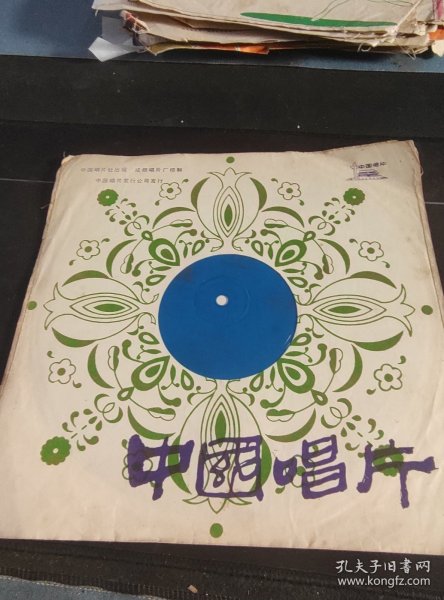 中国唱片社出版 成都唱片厂印制
中国唱片发行公司发行
中国唱片
中國唱片
孔夫子旧书网
www.kongfz.com